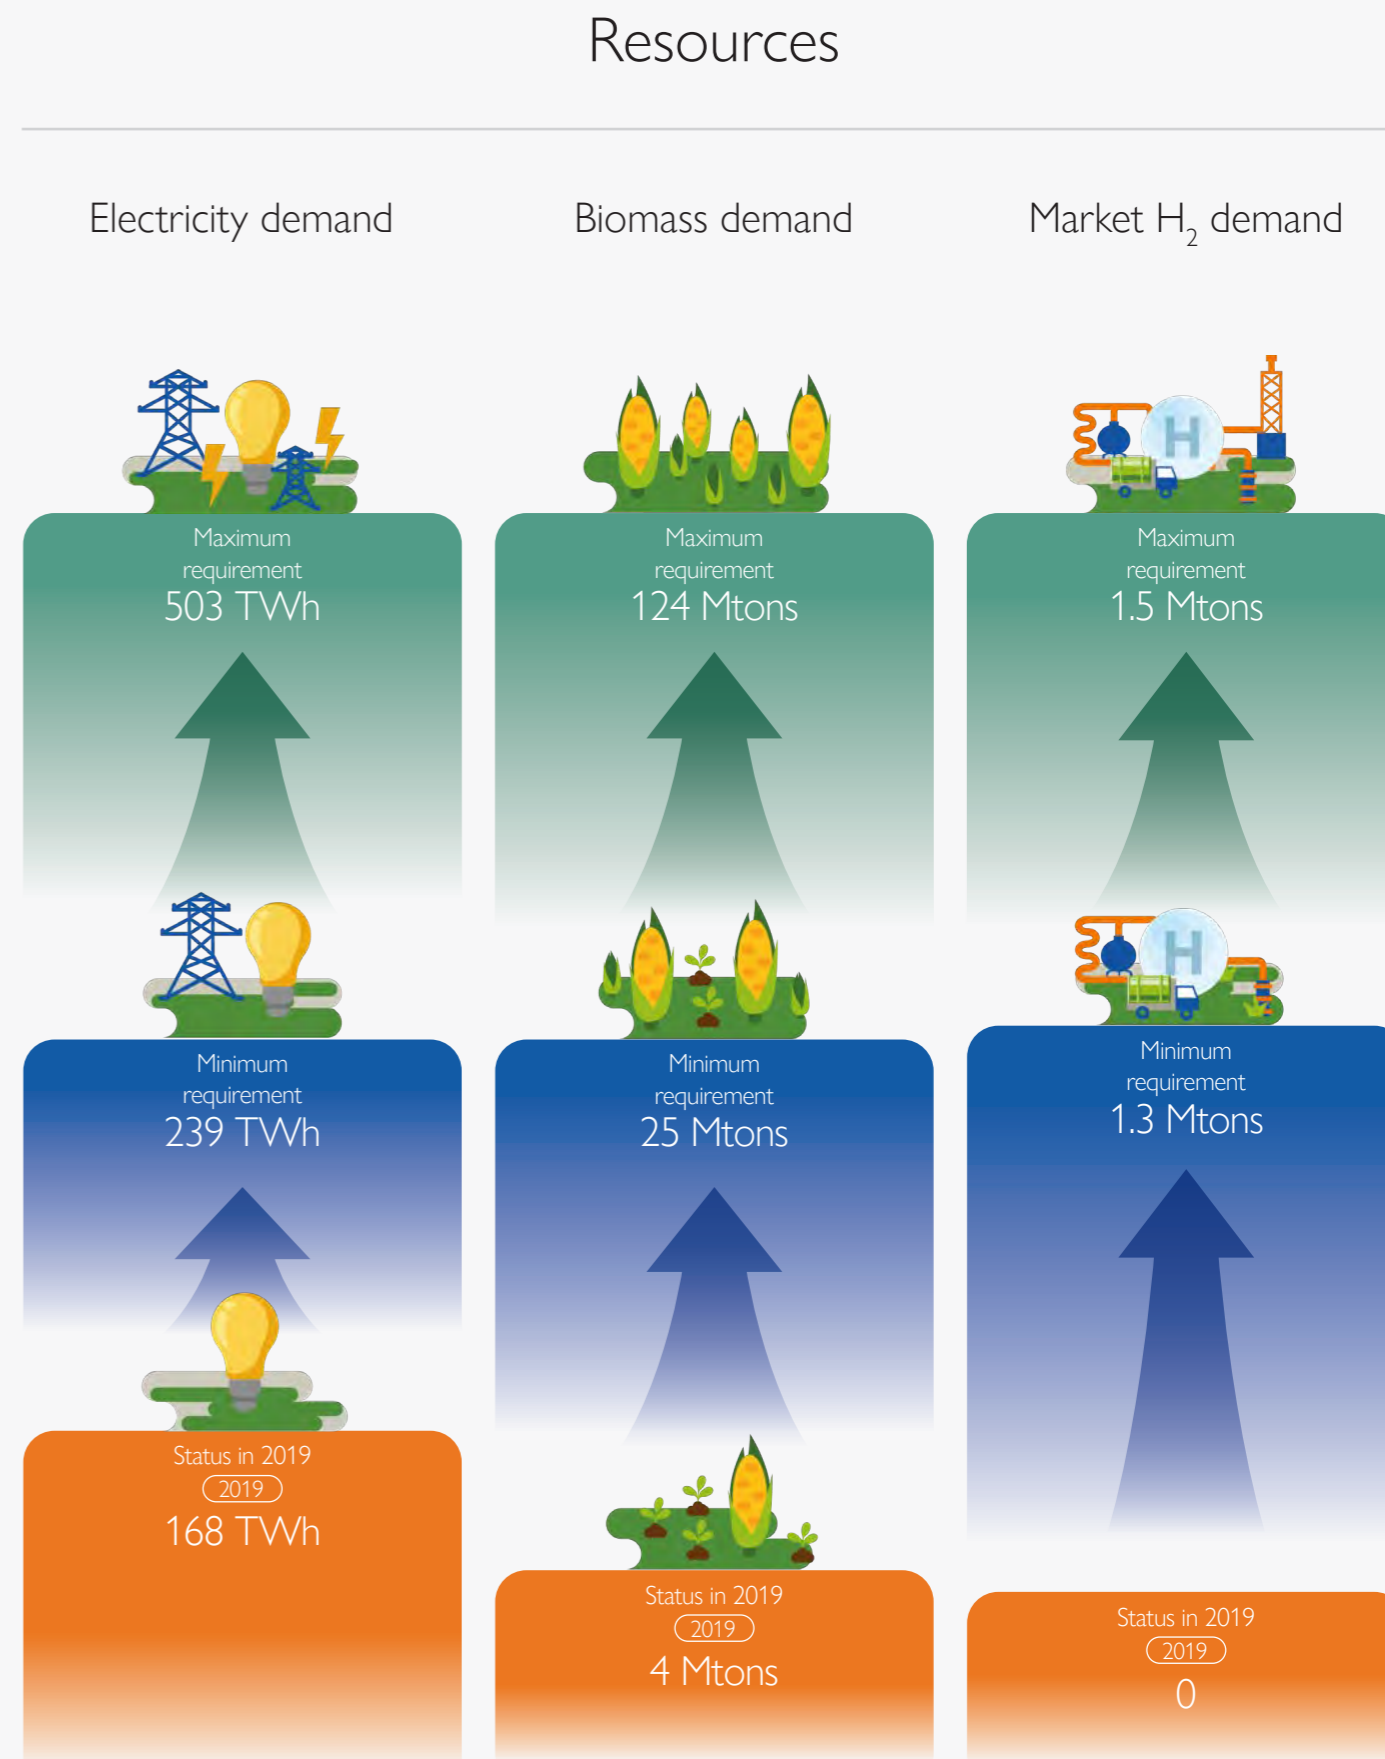 Resources
Electricity demand
Biomass demand
Market H₂ demand
Maximum
requirement
503 TWh
Maximum
requirement
124 Mtons
H
Maximum
requirement
1.5 Mtons
Minimum
requirement
239 TWh
Minimum
requirement
25 Mtons
H
Minimum
requirement
1.3 Mtons
Status in 2019
2019
168 TWh
Status in 2019
2019
4 Mtons
Status in 2019
2019
0